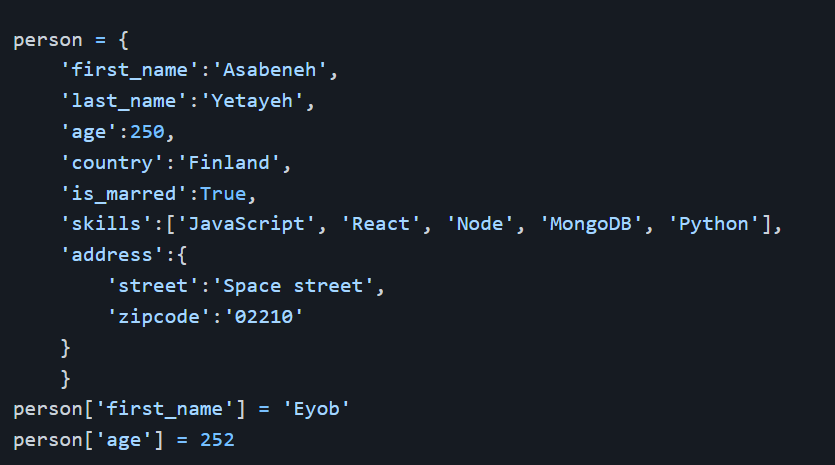 person = {
    'first_name':'Asabeneh',
    'last_name':'Yetayeh',
    'age':250,
    'country':'Finland',
    'is_marred':True,
    'skills':['JavaScript', 'React', 'Node', 'MongoDB', 'Python'],
    'address':{
        'street':'Space street',
        'zipcode':'02210'
    }
    }
person['first_name'] = 'Eyob'
person['age'] = 252